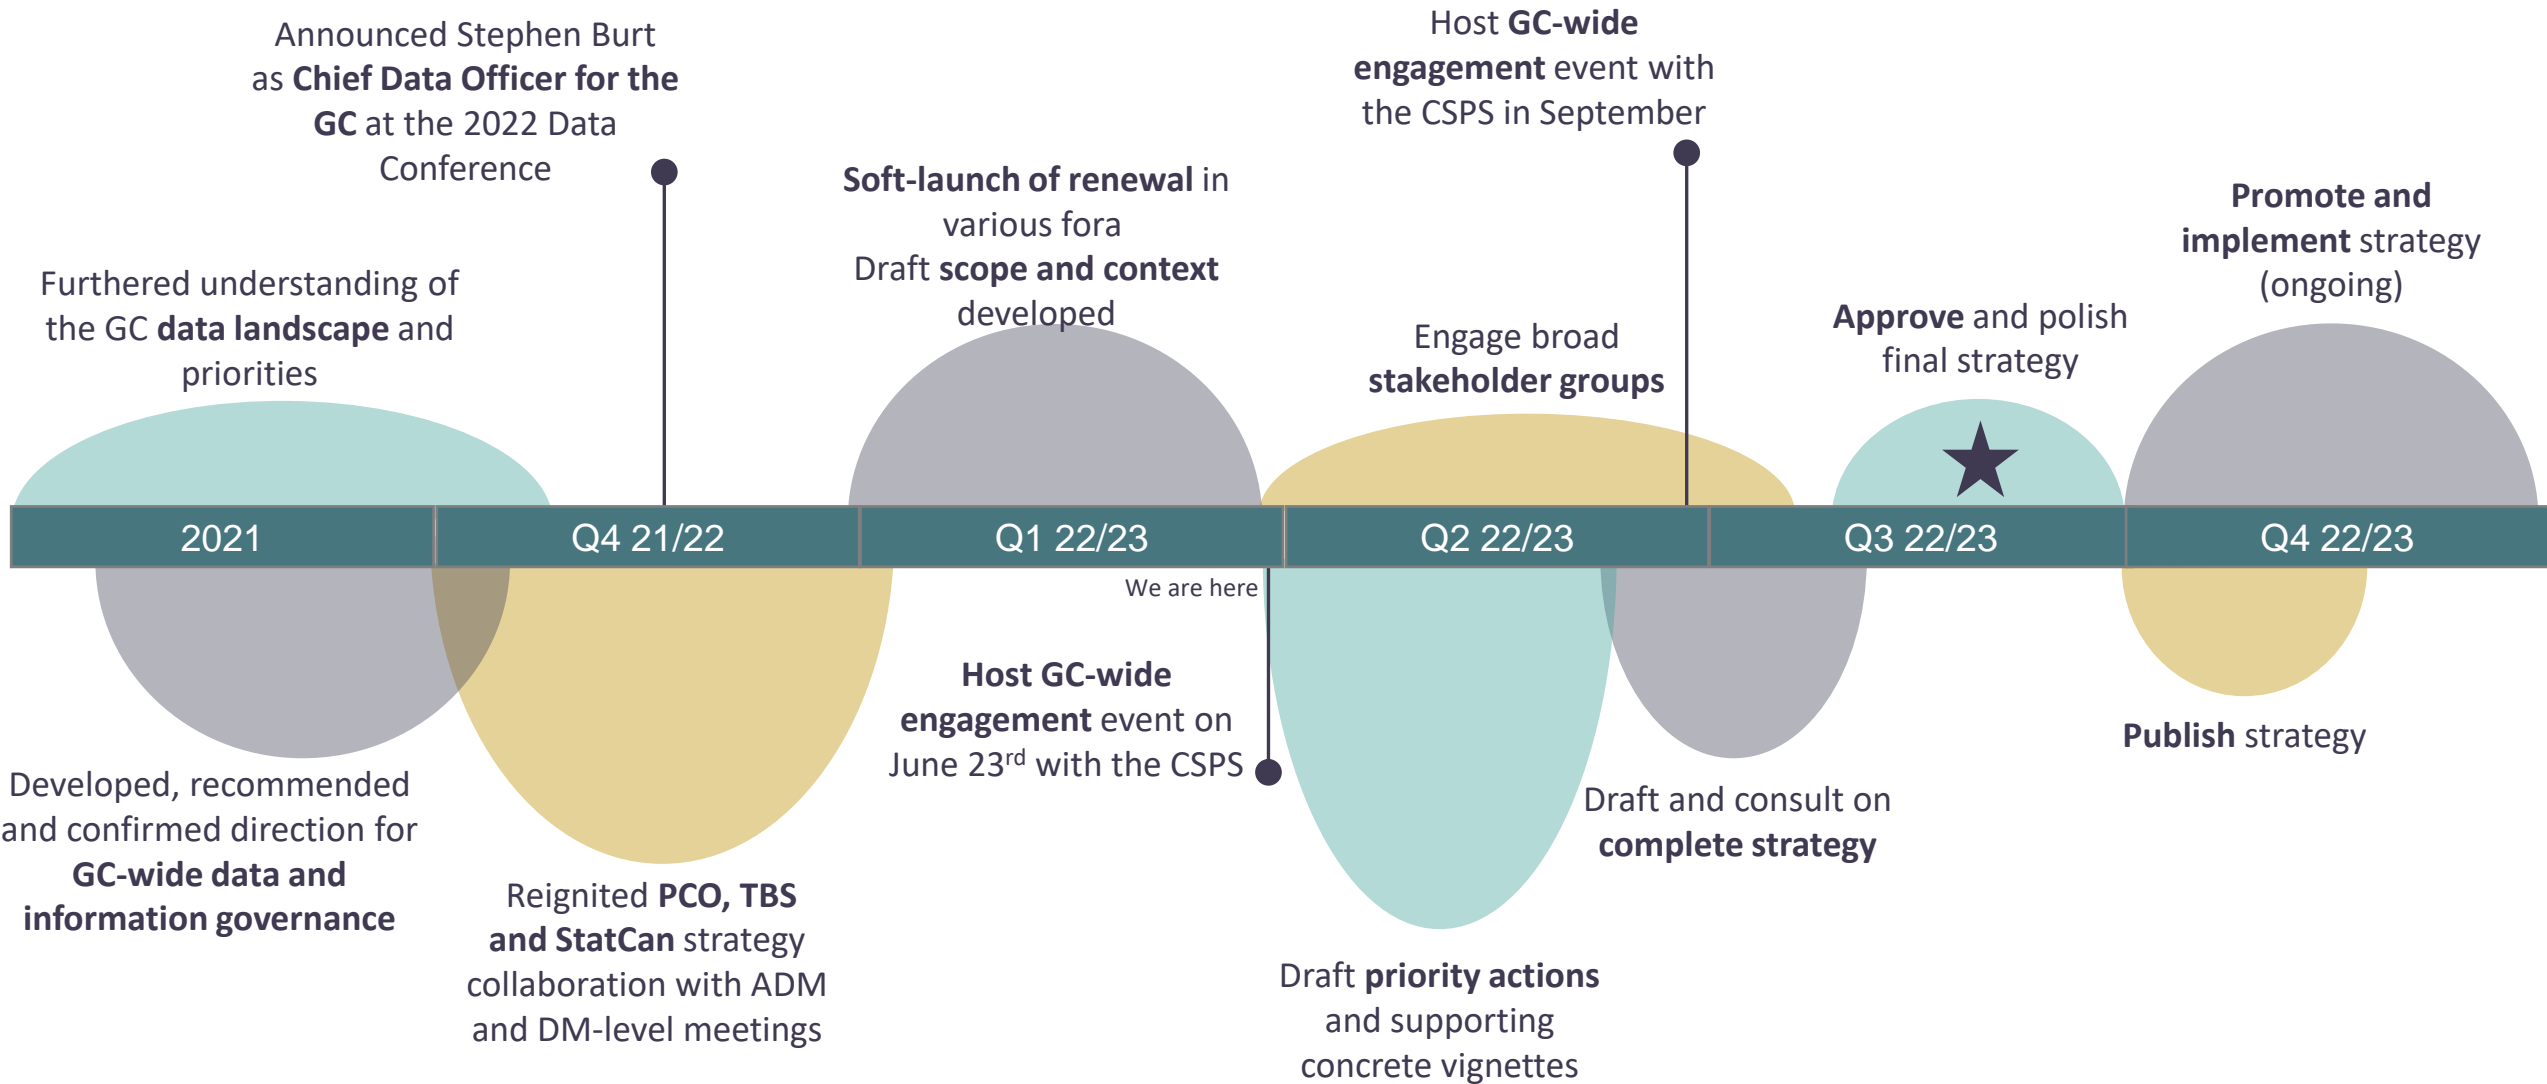 Announced Stephen Burt
as Chief Data Officer for the
GC at the 2022 Data
Conference
Host GC-wide
engagement event with
the CSPS in September
Soft-launch of renewal in
various fora
Draft scope and context
developed
Promote and
implement strategy
(ongoing)
Furthered understanding of
the GC data landscape and
priorities
Engage broad
stakeholder groups
Approve and polish
final strategy
2021
Q4 21/22
Q1 22/23
Q2 22/23
Q3 22/23
Q4 22/23
We are here
Host GC-wide
engagement event on
June 23rd with the CSPS
Publish strategy
Developed, recommended
and confirmed direction for
GC-wide data and
information governance
Draft and consult on
complete strategy
Reignited PCO, TBS
and StatCan strategy
collaboration with ADM
and DM-level meetings
Draft priority actions
and supporting
concrete vignettes